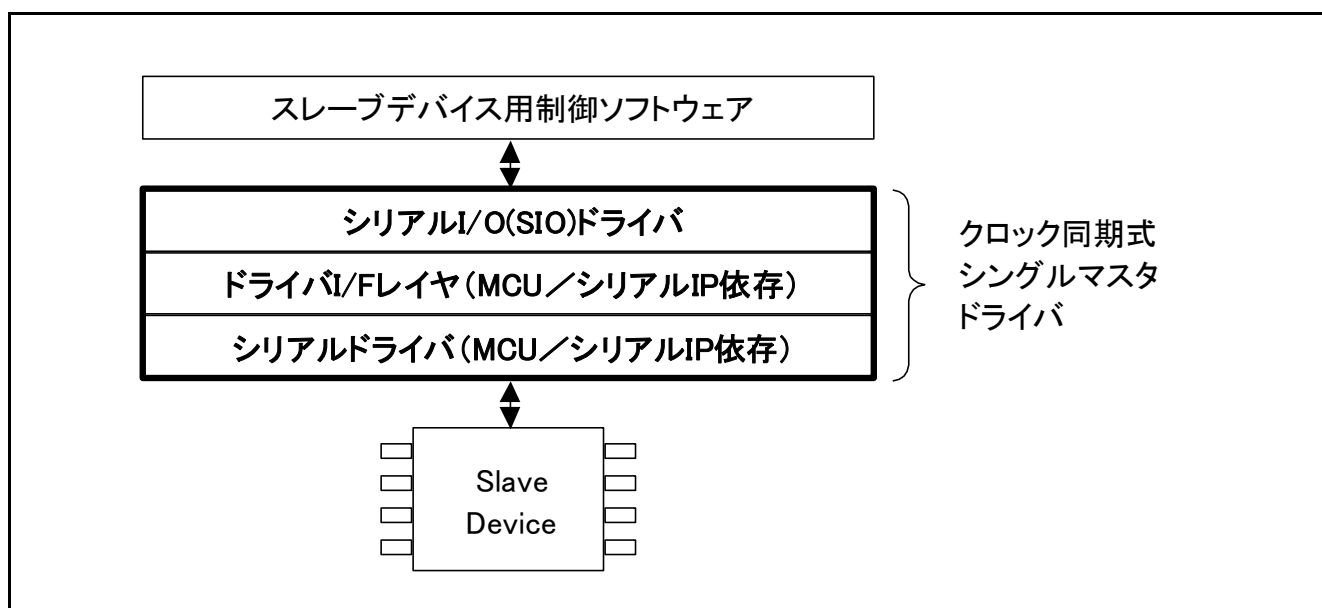 スレーブデバイス用制御ソフトウェア
シリアルI/O(SIO)ドライバ
ドライバI/Fレイヤ(MCU/シリアルIP依存)
シリアルドライバ(MCU/シリアルIP依存)
クロック同期式
シングルマスタ
ドライバ
Slave
Device